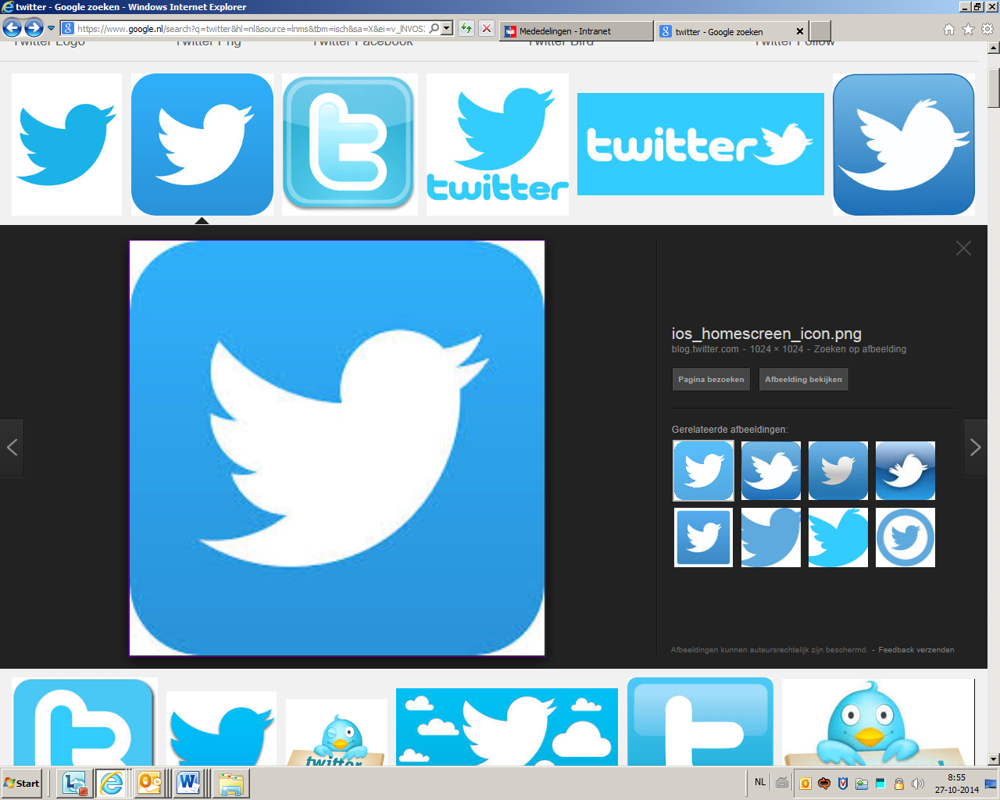 twitter - Google zoeken - Windows Internet Explorer
https://www.google.nl/search?q=twitter&hl=nl&source=lnms&tbm=isch&sa=X&ei=v_lNVOS
Mededelingen - Intranet
twitter - Google zoeken
Twitter Logo
Twitter Png
Twitter Facebook
Twitter Bird
Twitter Follow
twitter
twitter
ios_homescreen_icon.png
blog.twitter.com - 1024 × 1024 - Zoeken op afbeelding
Pagina bezoeken
Afbeelding bekijken
Gerelateerde afbeeldingen:
Afbeeldingen kunnen auteursrechtelijk zijn beschermd. - Feedback verzenden
twitter
Start
NL
8:55
27-10-2014